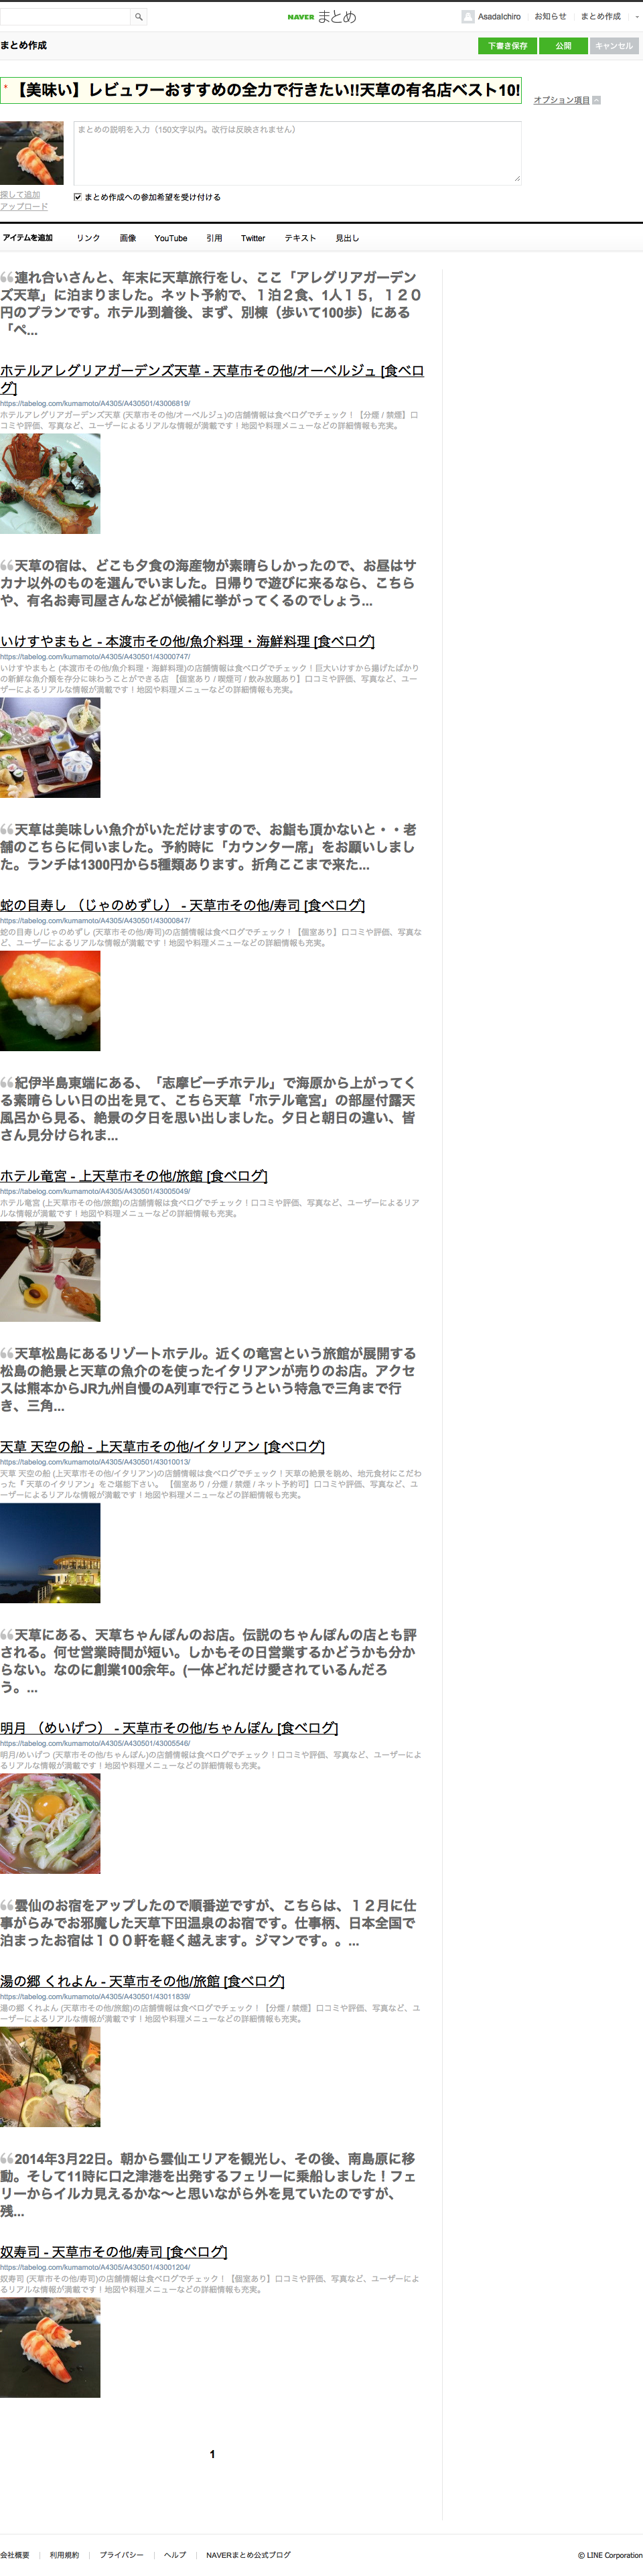 NAVER まとめ
AsadaIchiro
お知らせ
まとめ作成
まとめ作成
下書き保存
公開
キャンセル
* 【美味い】レビュワーおすすめの全力で行きたい!!天草の有名店ベスト10!
オプション項目
まとめの説明を入力（150文字以内。改行は反映されません）
探して追加
アップロード
まとめ作成への参加希望を受け付ける
アイテムを追加
リンク
画像
YouTube
引用
Twitter
テキスト
見出し
連れ合いさんと、年末に天草旅行をし、ここ「アレグリアガーデン
ズ天草」に泊まりました。ネット予約で、１泊２食、1人１５，１２０
円のプランです。ホテル到着後、まず、別棟（歩いて100歩）にある
「ペ...
ホテルアレグリアガーデンズ天草 - 天草市その他/オーベルジュ [食べロ
グ]
https://tabelog.com/kumamoto/A4305/A430501/43006819/
ホテルアレグリアガーデンズ天草 (天草市その他/オーベルジュ)の店舗情報は食べログでチェック！【分煙 / 禁煙】口
コミや評価、写真など、ユーザーによるリアルな情報が満載です！地図や料理メニューなどの詳細情報も充実。
天草の宿は、どこも夕食の海産物が素晴らしかったので、お昼はサ
カナ以外のものを選んでいました。日帰りで遊びに来るなら、こちら
や、有名お寿司屋さんなどが候補に挙がってくるのでしょう...
いけすやまもと - 本渡市その他/魚介料理・海鮮料理 [食べログ]
https://tabelog.com/kumamoto/A4305/A430501/43000747/
いけすやまもと (本渡市その他/魚介料理・海鮮料理)の店舗情報は食べログでチェック！巨大いけすから揚げたばかり
の新鮮な魚介類を存分に味わうことができる店 【個室あり / 喫煙可 / 飲み放題あり】口コミや評価、写真など、ユー
ザーによるリアルな情報が満載です！地図や料理メニューなどの詳細情報も充実。
天草は美味しい魚介がいただけますので、お鮨も頂かないと・・老
舗のこちらに伺いました。予約時に「カウンター席」をお願いしまし
た。ランチは1300円から5種類あります。折角ここまで来た...
蛇の目寿し （じゃのめずし） - 天草市その他/寿司 [食べログ]
https://tabelog.com/kumamoto/A4305/A430501/43000847/
蛇の目寿し/じゃのめずし (天草市その他/寿司)の店舗情報は食べログでチェック！【個室あり】口コミや評価、写真な
ど、ユーザーによるリアルな情報が満載です！地図や料理メニューなどの詳細情報も充実。
紀伊半島東端にある、「志摩ビーチホテル」で海原から上がってく
る素晴らしい日の出を見て、こちら天草「ホテル竜宮」の部屋付露天
風呂から見る、絶景の夕日を思い出しました。夕日と朝日の違い、皆
さん見分けられま...
ホテル竜宮 - 上天草市その他/旅館 [食べログ]
https://tabelog.com/kumamoto/A4305/A430501/43005049/
ホテル竜宮 (上天草市その他/旅館)の店舗情報は食べログでチェック！口コミや評価、写真など、ユーザーによるリア
ルな情報が満載です！地図や料理メニューなどの詳細情報も充実。
天草松島にあるリゾートホテル。近くの竜宮という旅館が展開する
松島の絶景と天草の魚介のを使ったイタリアンが売りのお店。アクセ
スは熊本からJR九州自慢のA列車で行こうという特急で三角まで行
き、三角...
天草 天空の船 - 上天草市その他/イタリアン [食べログ]
https://tabelog.com/kumamoto/A4305/A430501/43010013/
天草 天空の船 (上天草市その他/イタリアン)の店舗情報は食べログでチェック！天草の絶景を眺め、地元食材にこだわ
った『 天草のイタリアン』をご堪能下さい。 【個室あり / 分煙 / 禁煙 / ネット予約可】口コミや評価、写真など、ユ
ーザーによるリアルな情報が満載です！地図や料理メニューなどの詳細情報も充実。
天草にある、天草ちゃんぽんのお店。伝説のちゃんぽんの店とも評
される。何せ営業時間が短い。しかもその日営業するかどうかも分か
らない。なのに創業100余年。(一体どれだけ愛されているんだろ
う。...
明月 （めいげつ） - 天草市その他/ちゃんぽん [食べログ]
https://tabelog.com/kumamoto/A4305/A430501/43005546/
明月/めいげつ (天草市その他/ちゃんぽん)の店舗情報は食べログでチェック！口コミや評価、写真など、ユーザーによ
るリアルな情報が満載です！地図や料理メニューなどの詳細情報も充実。
雲仙のお宿をアップしたので順番逆ですが、こちらは、１２月に仕
事がらみでお邪魔した天草下田温泉のお宿です。仕事柄、日本全国で
泊まったお宿は１００軒を軽く越えます。ジマンです。。...
湯の郷 くれよん - 天草市その他/旅館 [食べログ]
https://tabelog.com/kumamoto/A4305/A430501/43011839/
湯の郷 くれよん (天草市その他/旅館)の店舗情報は食べログでチェック！【分煙 / 禁煙】口コミや評価、写真など、ユ
ーザーによるリアルな情報が満載です！地図や料理メニューなどの詳細情報も充実。
2014年3月22日。朝から雲仙エリアを観光し、その後、南島原に移
動。そして11時に口之津港を出発するフェリーに乗船しました！フェ
リーからイルカ見えるかな〜と思いながら外を見ていたのですが、
残...
奴寿司 - 天草市その他/寿司 [食べログ]
https://tabelog.com/kumamoto/A4305/A430501/43001204/
奴寿司 (天草市その他/寿司)の店舗情報は食べログでチェック！【個室あり】口コミや評価、写真など、ユーザーによ
るリアルな情報が満載です！地図や料理メニューなどの詳細情報も充実。
1
会社概要
利用規約
プライバシー
ヘルプ
NAVERまとめ公式ブログ
© LINE Corporation